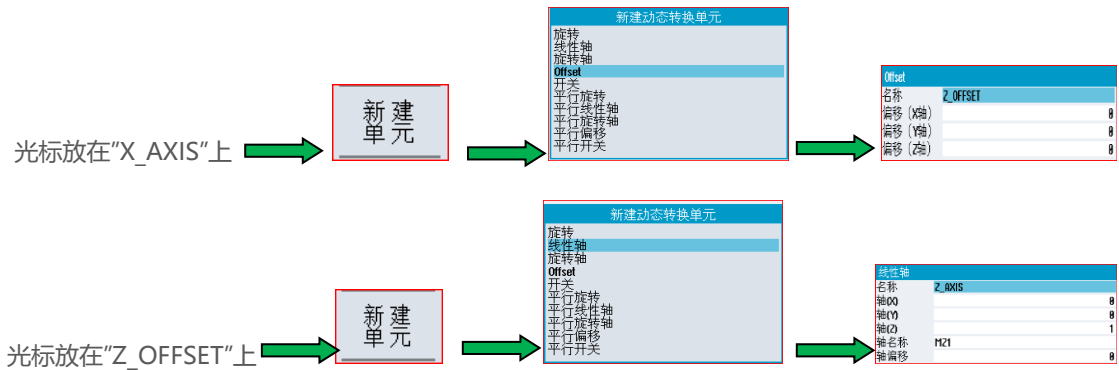 光标放在"X_AXIS"上
新建
单元
新建动态转换单元
旋转
线性轴
旋转轴
Offset
开关
平行旋转
平行线性轴
平行旋转轴
平行偏移
平行开关
Offset
名称 Z_OFFSET
偏移 (X轴) 0
偏移 (Y轴) 0
偏移 (Z轴) 0
光标放在"Z_OFFSET"上
新建
单元
新建动态转换单元
旋转
线性轴
旋转轴
Offset
开关
平行旋转
平行线性轴
平行旋转轴
平行偏移
平行开关
线性轴
名称 Z_AXIS
轴(X) 0
轴(Y) 0
轴(Z) 1
轴名称 MZ1
轴偏移 0